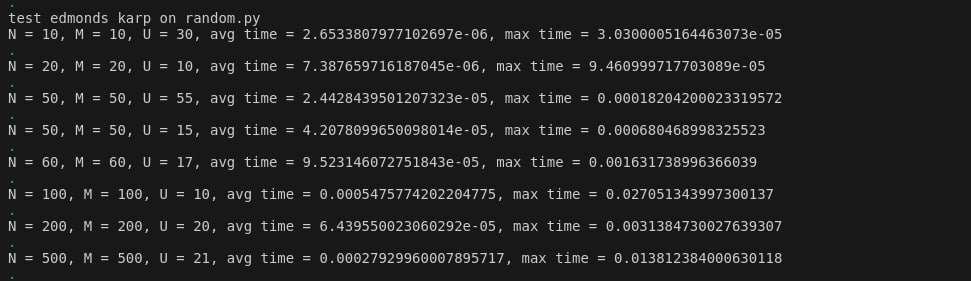 .
test edmonds karp on random.py
N = 10, M = 10, U = 30, avg time = 2.6533807977102697e-06, max time = 3.0300005164463073e-05
.
N = 20, M = 20, U = 10, avg time = 7.387659716187045e-06, max time = 9.460999717703089e-05
.
N = 50, M = 50, U = 55, avg time = 2.4428439501207323e-05, max time = 0.00018204200023319572
.
N = 50, M = 50, U = 15, avg time = 4.2078099650098014e-05, max time = 0.000680468998325523
.
N = 60, M = 60, U = 17, avg time = 9.523146072751843e-05, max time = 0.001631738996366039
.
N = 100, M = 100, U = 10, avg time = 0.000547577420220 4775, max time = 0.027051343997300137
.
N = 200, M = 200, U = 20, avg time = 6.439550023060292e-05, max time = 0.0031384730027639307
.
N = 500, M = 500, U = 21, avg time = 0.00027929960007895717, max time = 0.013812384000630118
.